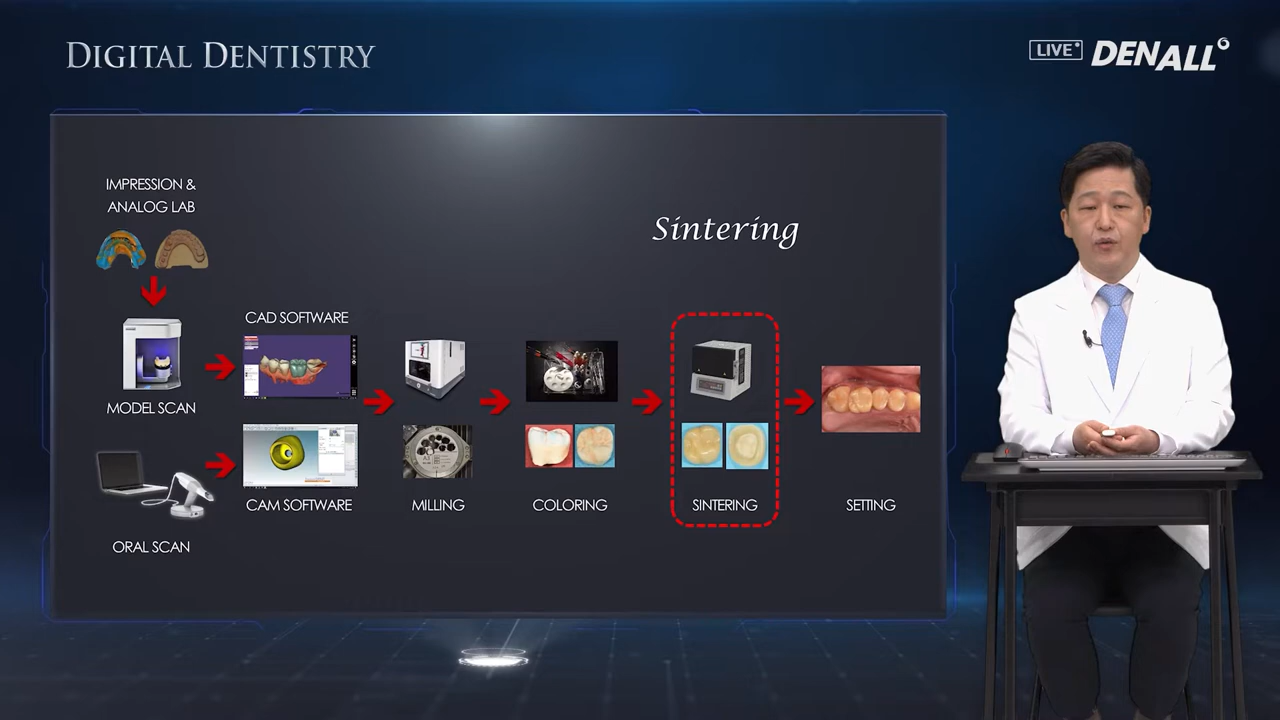 DIGITAL DENTISTRY
LIVE
DENALL
IMPRESSION &
ANALOG LAB
Sintering
CAD SOFTWARE
MODEL SCAN
CAM SOFTWARE
MILLING
COLORING
SINTERING
SETTING
ORAL SCAN